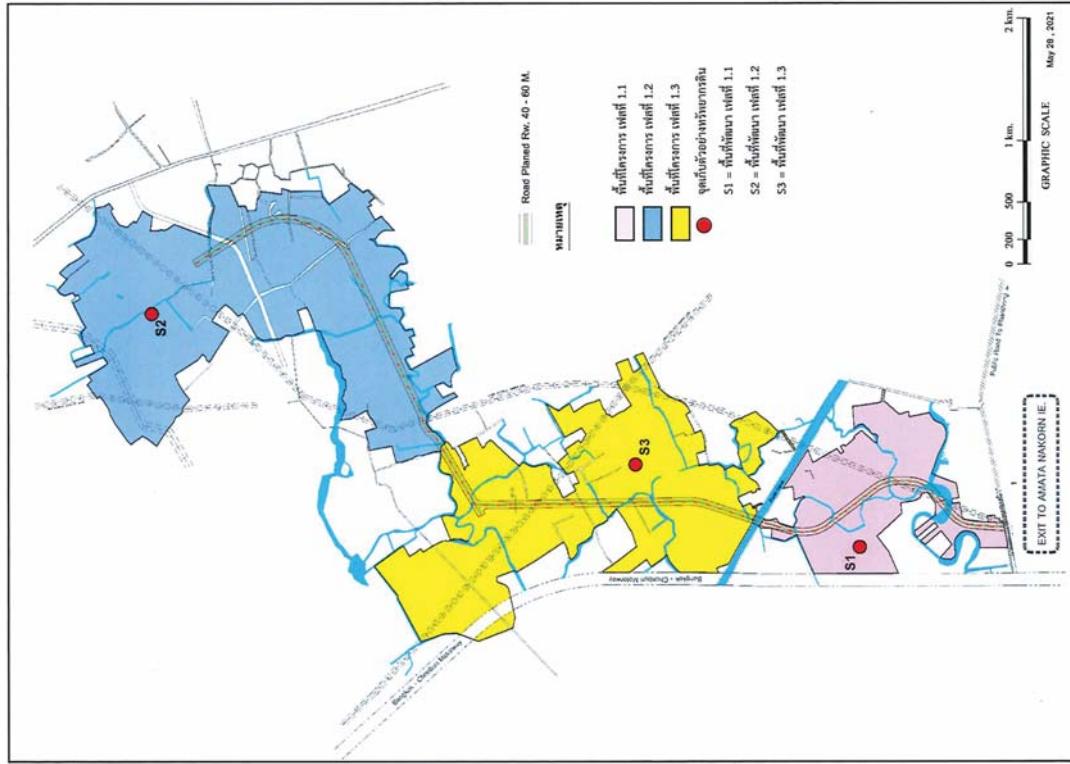 S2
S3
S1
Bangkok - Chonburi Motorway
Bangkok - Chonburi Motorway
EXIT TO AMATA NAKORN IE.
Road Planed Rw. 40 - 60 M.
หมายเหตุ
พื้นที่โครงการ เฟสที่ 1.1
พื้นที่โครงการ เฟสที่ 1.2
พื้นที่โครงการ เฟสที่ 1.3
จุดเก็บตัวอย่างทรัพยากรดิน
S1 = พื้นที่พัฒนา เฟสที่ 1.1
S2 = พื้นที่พัฒนา เฟสที่ 1.2
S3 = พื้นที่พัฒนา เฟสที่ 1.3
0 200 500 1 km. 2 km.
GRAPHIC SCALE
May 28 , 2021